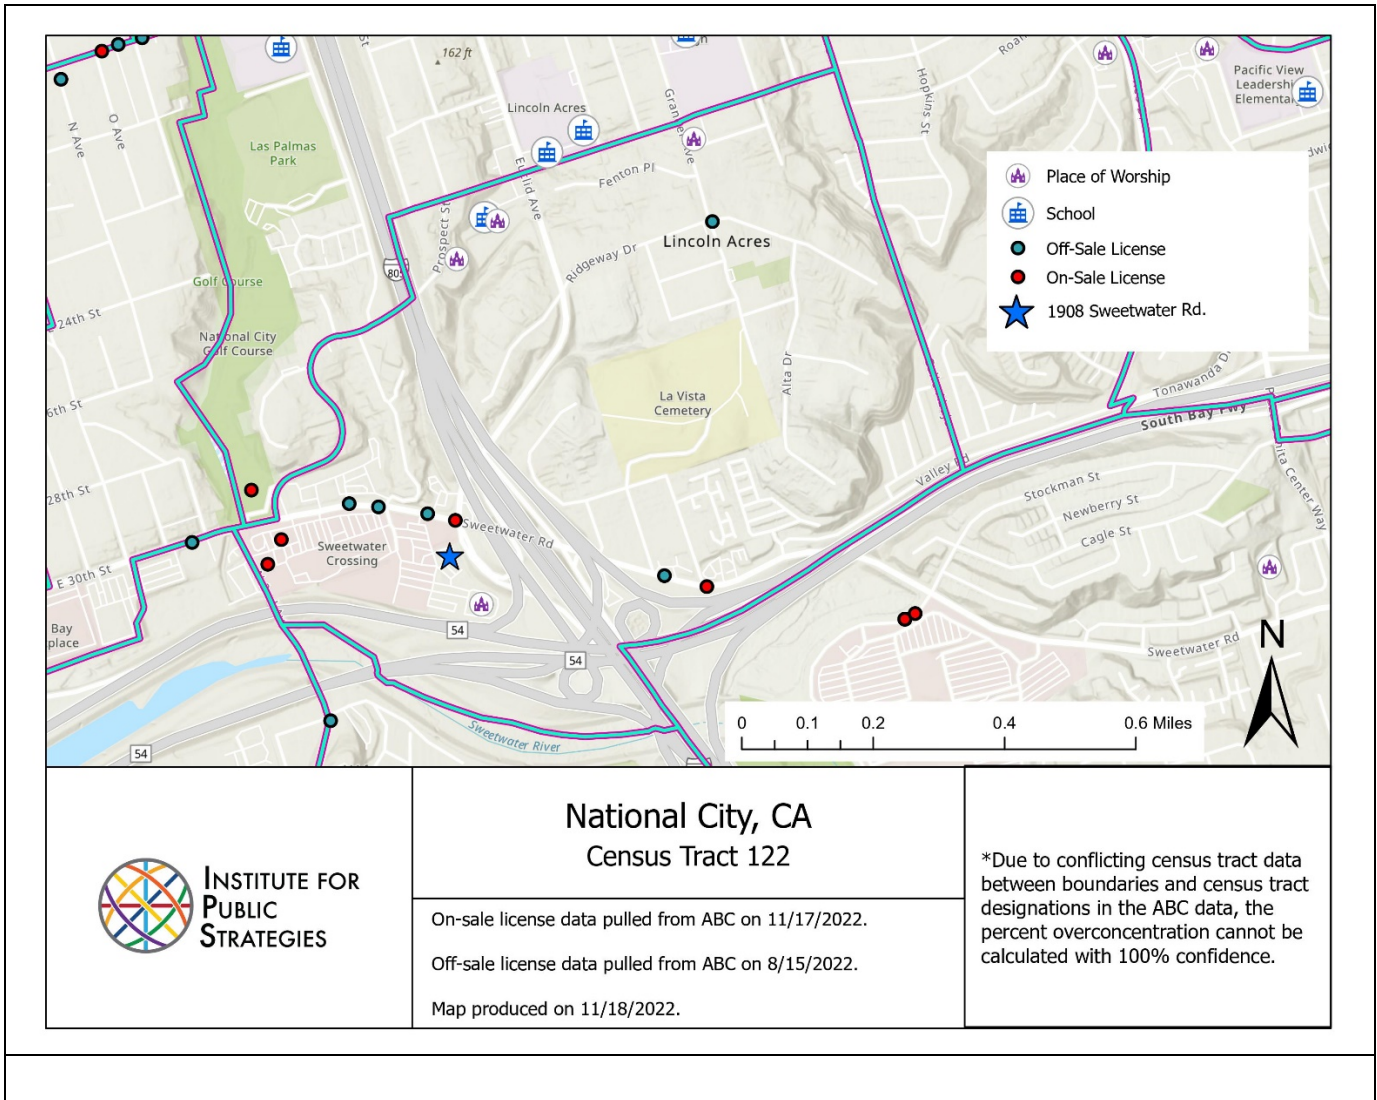 162 ft
Lincoln Acres
Las Palmas
Park
N Ave
O Ave
Euclid Ave
Fenton Pl
Hopkins St
Pacific View
Elementa
Prospect St
Ridgeway Dr
Lincoln Acres
805
Golf Course
24th St
National City
Golf Course
Alta Dr
La Vista
Cemetery
Tonawanda D
South Bay Fwy
6th St
28th St
Valley Rd
Stockman St
Newberry St
Cagle St
nita Center Way
Sweetwater Rd
Sweetwater
Crossing
E 30th St
Bay
place
54
54
54
Sweetwater River
Sweetwater Rd
Place of Worship
School
Off-Sale License
On-Sale License
1908 Sweetwater Rd.
N
0 0.1 0.2 0.4 0.6 Miles
INSTITUTE FOR
PUBLIC
STRATEGIES
National City, CA
Census Tract 122
On-sale license data pulled from ABC on 11/17/2022.
Off-sale license data pulled from ABC on 8/15/2022.
Map produced on 11/18/2022.
*Due to conflicting census tract data
between boundaries and census tract
designations in the ABC data, the
percent overconcentration cannot be
calculated with 100% confidence.